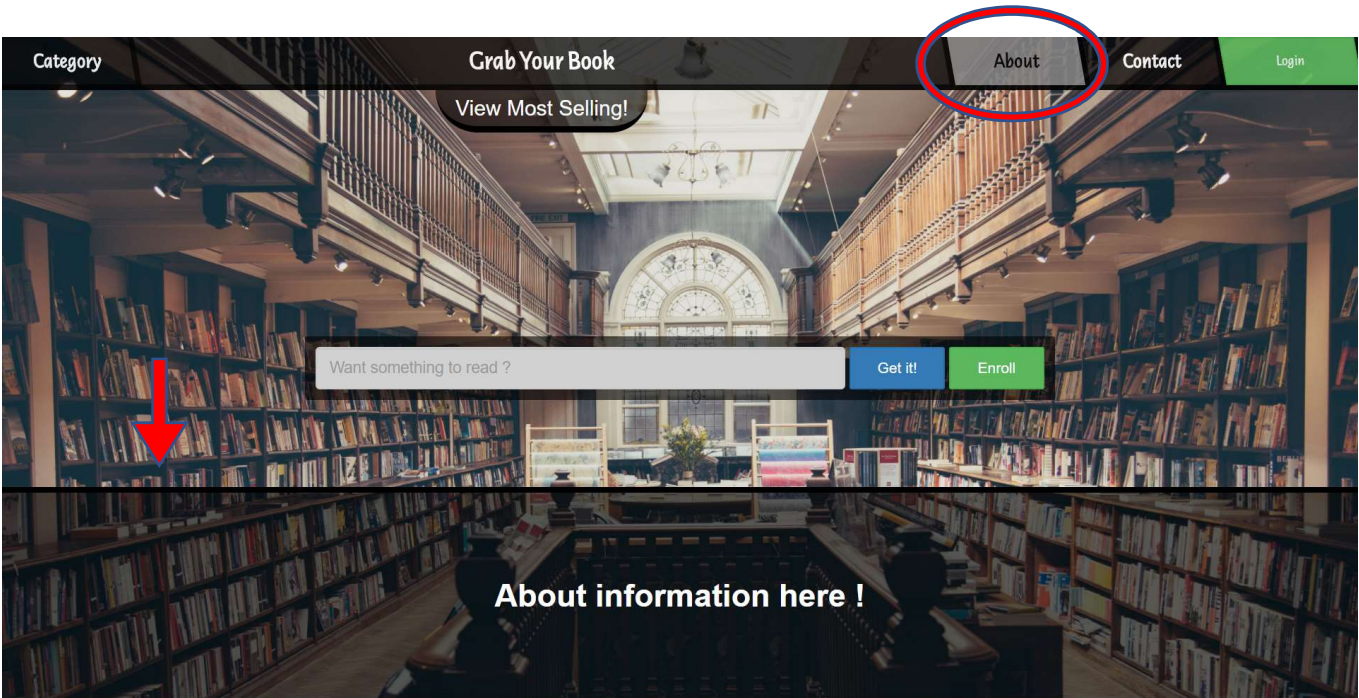 Category
Grab Your Book
About
Contact
Login
View Most Selling!
Want something to read ?
Get it!
Enroll
About information here !